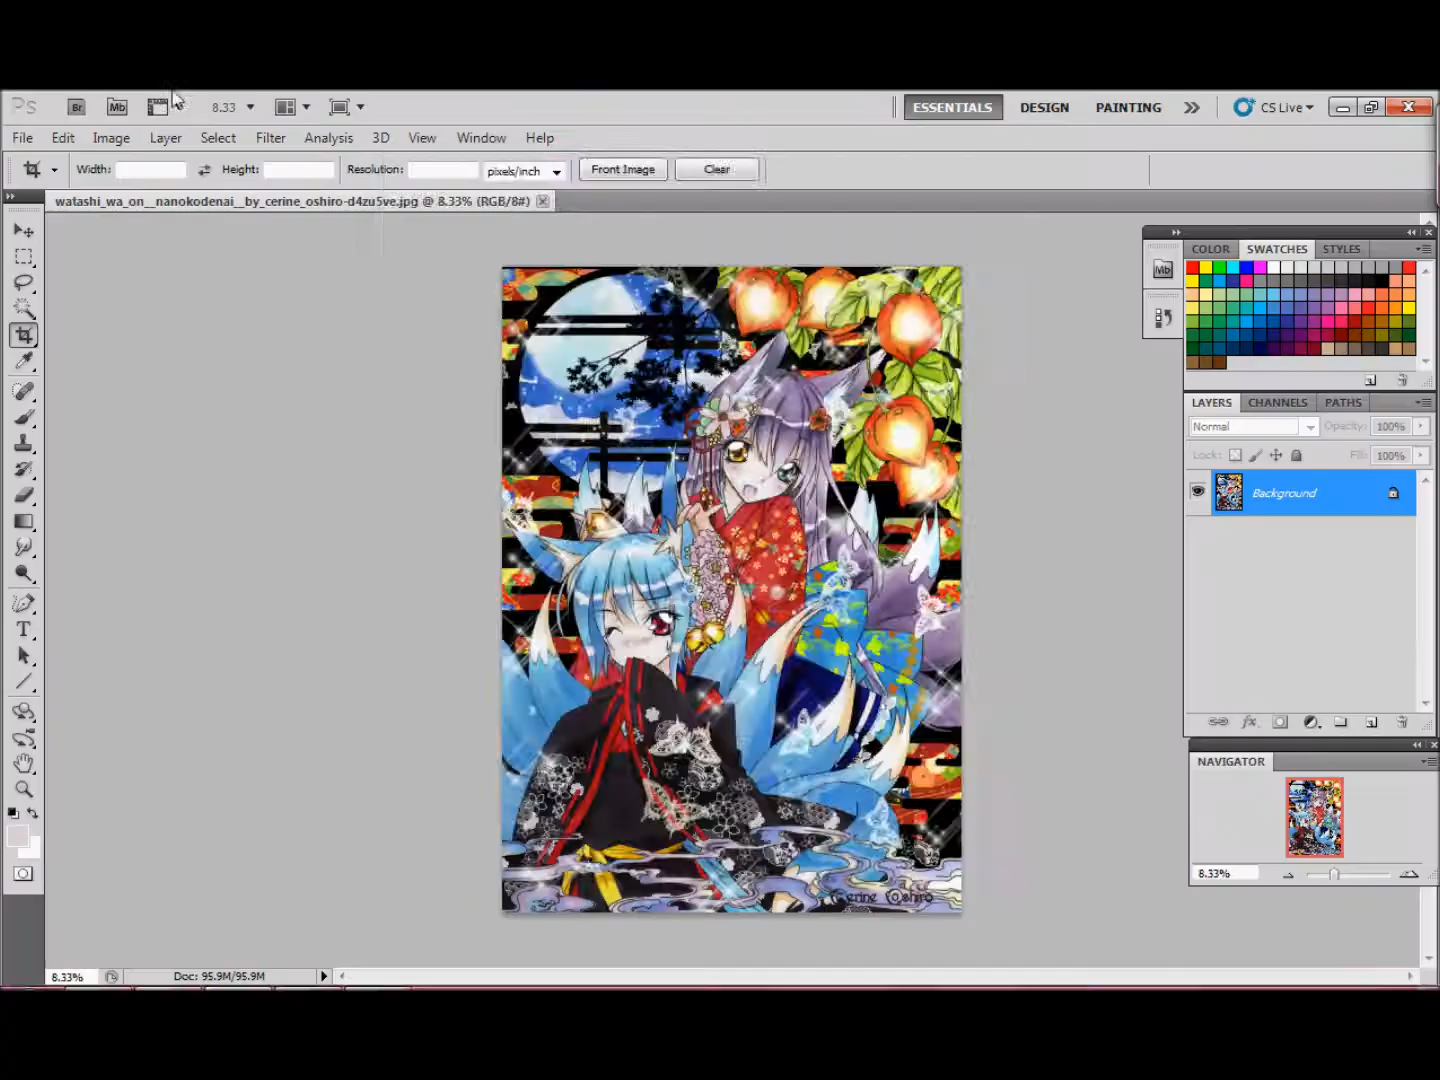 Ps Br Mb 8.33 ESSENTIALS DESIGN PAINTING CS Live
File Edit Image Layer Select Filter Analysis 3D View Window Help
Width: Height: Resolution: pixels/inch Front Image Clear
watashi_wa_on__nanokodenai__by_cerine_oshiro-d4zu5ve.jpg @ 8.33% (RGB/8#)
COLOR SWATCHES STYLES
Mb
LAYERS CHANNELS PATHS
Normal Opacity: 100%
Lock: Fill: 100%
Background
NAVIGATOR
8.33%
8.33% Doc: 95.9M/95.9M